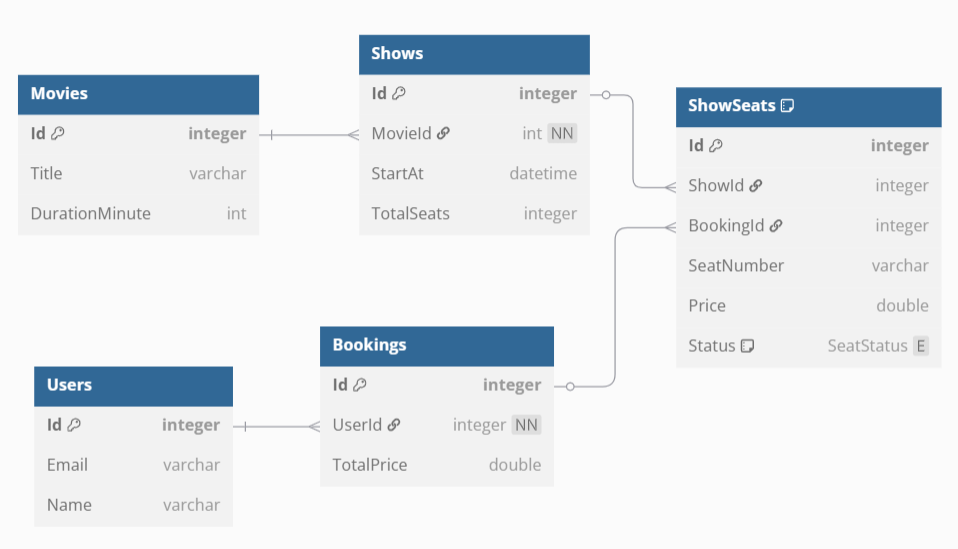 Movies
Id integer
Title varchar
DurationMinute int
Shows
Id integer
MovieId int NN
StartAt datetime
TotalSeats integer
ShowSeats
Id integer
ShowId integer
BookingId integer
SeatNumber varchar
Price double
Status SeatStatus E
Users
Id integer
Email varchar
Name varchar
Bookings
Id integer
UserId integer NN
TotalPrice double